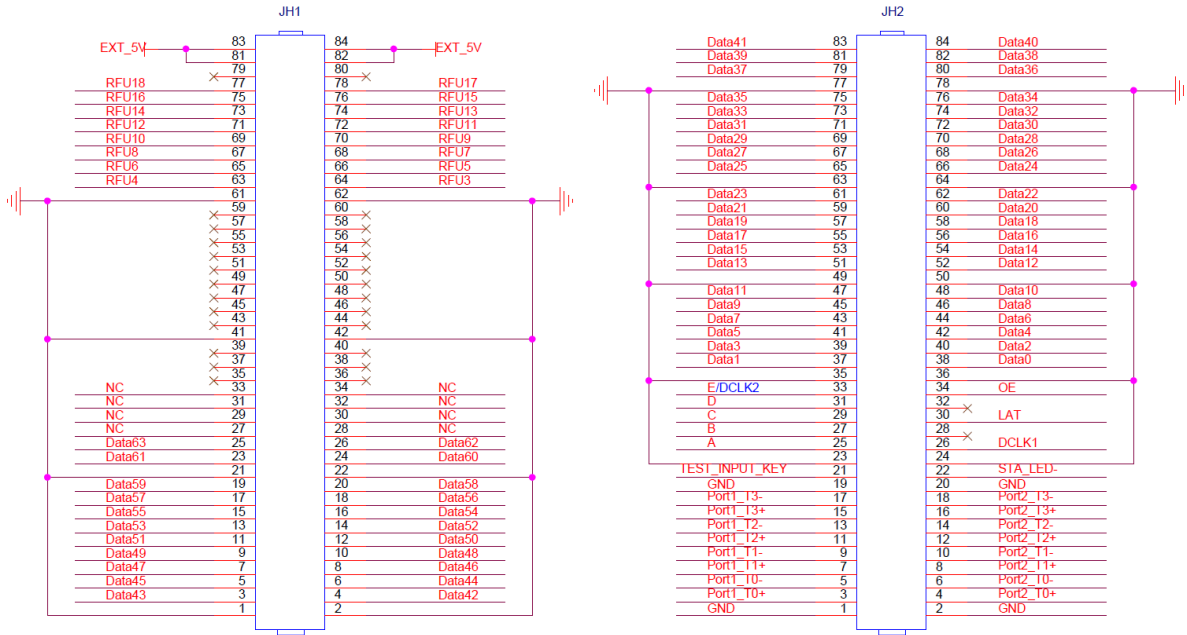 JH1
EXT_5V 83 84 EXT_5V
81 82
79 80
RFU18 77 78 RFU17
RFU16 75 76 RFU15
RFU14 73 74 RFU13
RFU12 71 72 RFU11
RFU10 69 70 RFU9
RFU8 67 68 RFU7
RFU6 65 66 RFU5
RFU4 63 64 RFU3
61 62
59 60
57 58
55 56
53 54
51 52
49 50
47 48
45 46
43 44
41 42
39 40
37 38
35 36
NC 33 34 NC
NC 31 32 NC
NC 29 30 NC
NC 27 28 NC
Data63 25 26 Data62
Data61 23 24 Data60
21 22
Data59 19 20 Data58
Data57 17 18 Data56
Data55 15 16 Data54
Data53 13 14 Data52
Data51 11 12 Data50
Data49 9 10 Data48
Data47 7 8 Data46
Data45 5 6 Data44
Data43 3 4 Data42
1 2
JH2
Data41 83 84 Data40
Data39 81 82 Data38
Data37 79 80 Data36
77 78
Data35 75 76 Data34
Data33 73 74 Data32
Data31 71 72 Data30
Data29 69 70 Data28
Data27 67 68 Data26
Data25 65 66 Data24
63 64
Data23 61 62 Data22
Data21 59 60 Data20
Data19 57 58 Data18
Data17 55 56 Data16
Data15 53 54 Data14
Data13 51 52 Data12
49 50
Data11 47 48 Data10
Data9 45 46 Data8
Data7 43 44 Data6
Data5 41 42 Data4
Data3 39 40 Data2
Data1 37 38 Data0
35 36
E/DCLK2 33 34 OE
D 31 32
C 29 30 LAT
B 27 28
A 25 26 DCLK1
23 24
TEST_INPUT_KEY 21 22 STA_LED-
GND 19 20 GND
Port1_T3- 17 18 Port2_T3-
Port1_T3+ 15 16 Port2_T3+
Port1_T2- 13 14 Port2_T2-
Port1_T2+ 11 12 Port2_T2+
Port1_T1- 9 10 Port2_T1-
Port1_T1+ 7 8 Port2_T1+
Port1_T0- 5 6 Port2_T0-
Port1_T0+ 3 4 Port2_T0+
GND 1 2 GND